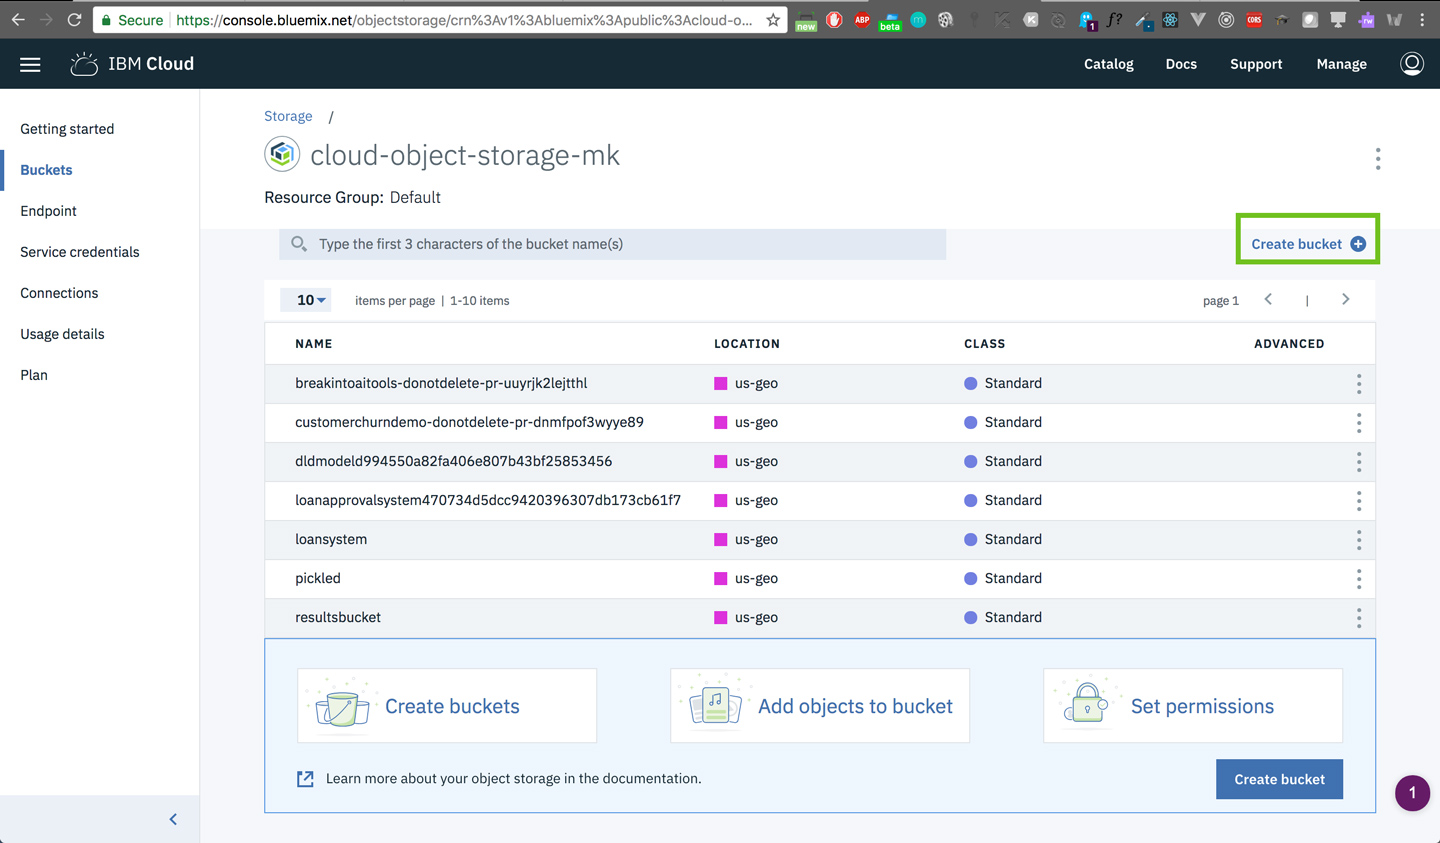 Secure https://console.bluemix.net/objectstorage/crn%3Av1%3Abluemix%3Apublic%3Acloud-o...
new ABP beta m K 1 f? CORS rw
IBM Cloud Catalog Docs Support Manage
Getting started
Buckets
Endpoint
Service credentials
Connections
Usage details
Plan
Storage /
cloud-object-storage-mk
Resource Group: Default
Type the first 3 characters of the bucket name(s) Create bucket
10 items per page | 1-10 items page 1 |
NAME LOCATION CLASS ADVANCED
breakintoaitools-donotdelete-pr-uuyrjk2lejtthl us-geo Standard
customerchurndemo-donotdelete-pr-dnmfpof3wyye89 us-geo Standard
dldmodeld994550a82fa406e807b43bf25853456 us-geo Standard
loanapprovalsystem470734d5dcc9420396307db173cb61f7 us-geo Standard
loansystem us-geo Standard
pickled us-geo Standard
resultsbucket us-geo Standard
Create buckets Add objects to bucket Set permissions
Learn more about your object storage in the documentation. Create bucket
1